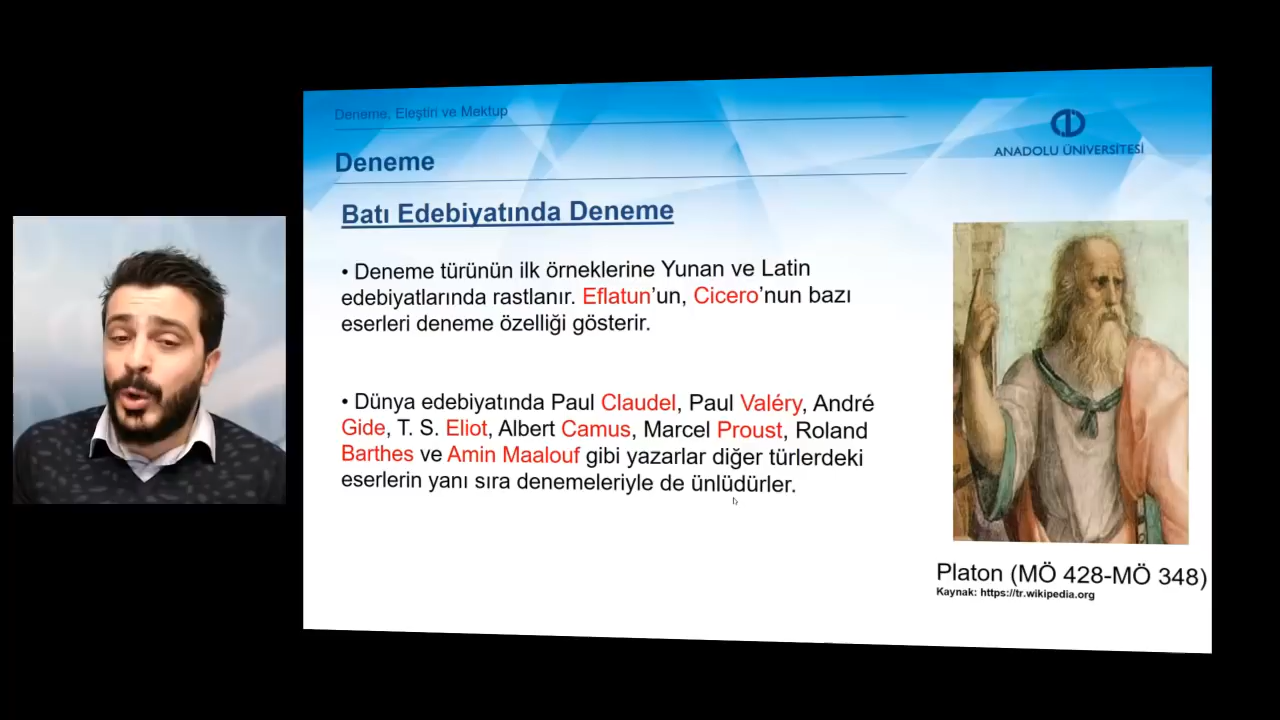 Deneme, Eleştiri ve Mektup
ANADOLU ÜNİVERSİTESİ
Deneme
Batı Edebiyatında Deneme
• Deneme türünün ilk örneklerine Yunan ve Latin
edebiyatlarında rastlanır. Eflatun’un, Cicero’nun bazı
eserleri deneme özelliği gösterir.
• Dünya edebiyatında Paul Claudel, Paul Valéry, André
Gide, T. S. Eliot, Albert Camus, Marcel Proust, Roland
Barthes ve Amin Maalouf gibi yazarlar diğer türlerdeki
eserlerin yanı sıra denemeleriyle de ünlüdürler.
Platon (MÖ 428-MÖ 348)
Kaynak: https://tr.wikipedia.org